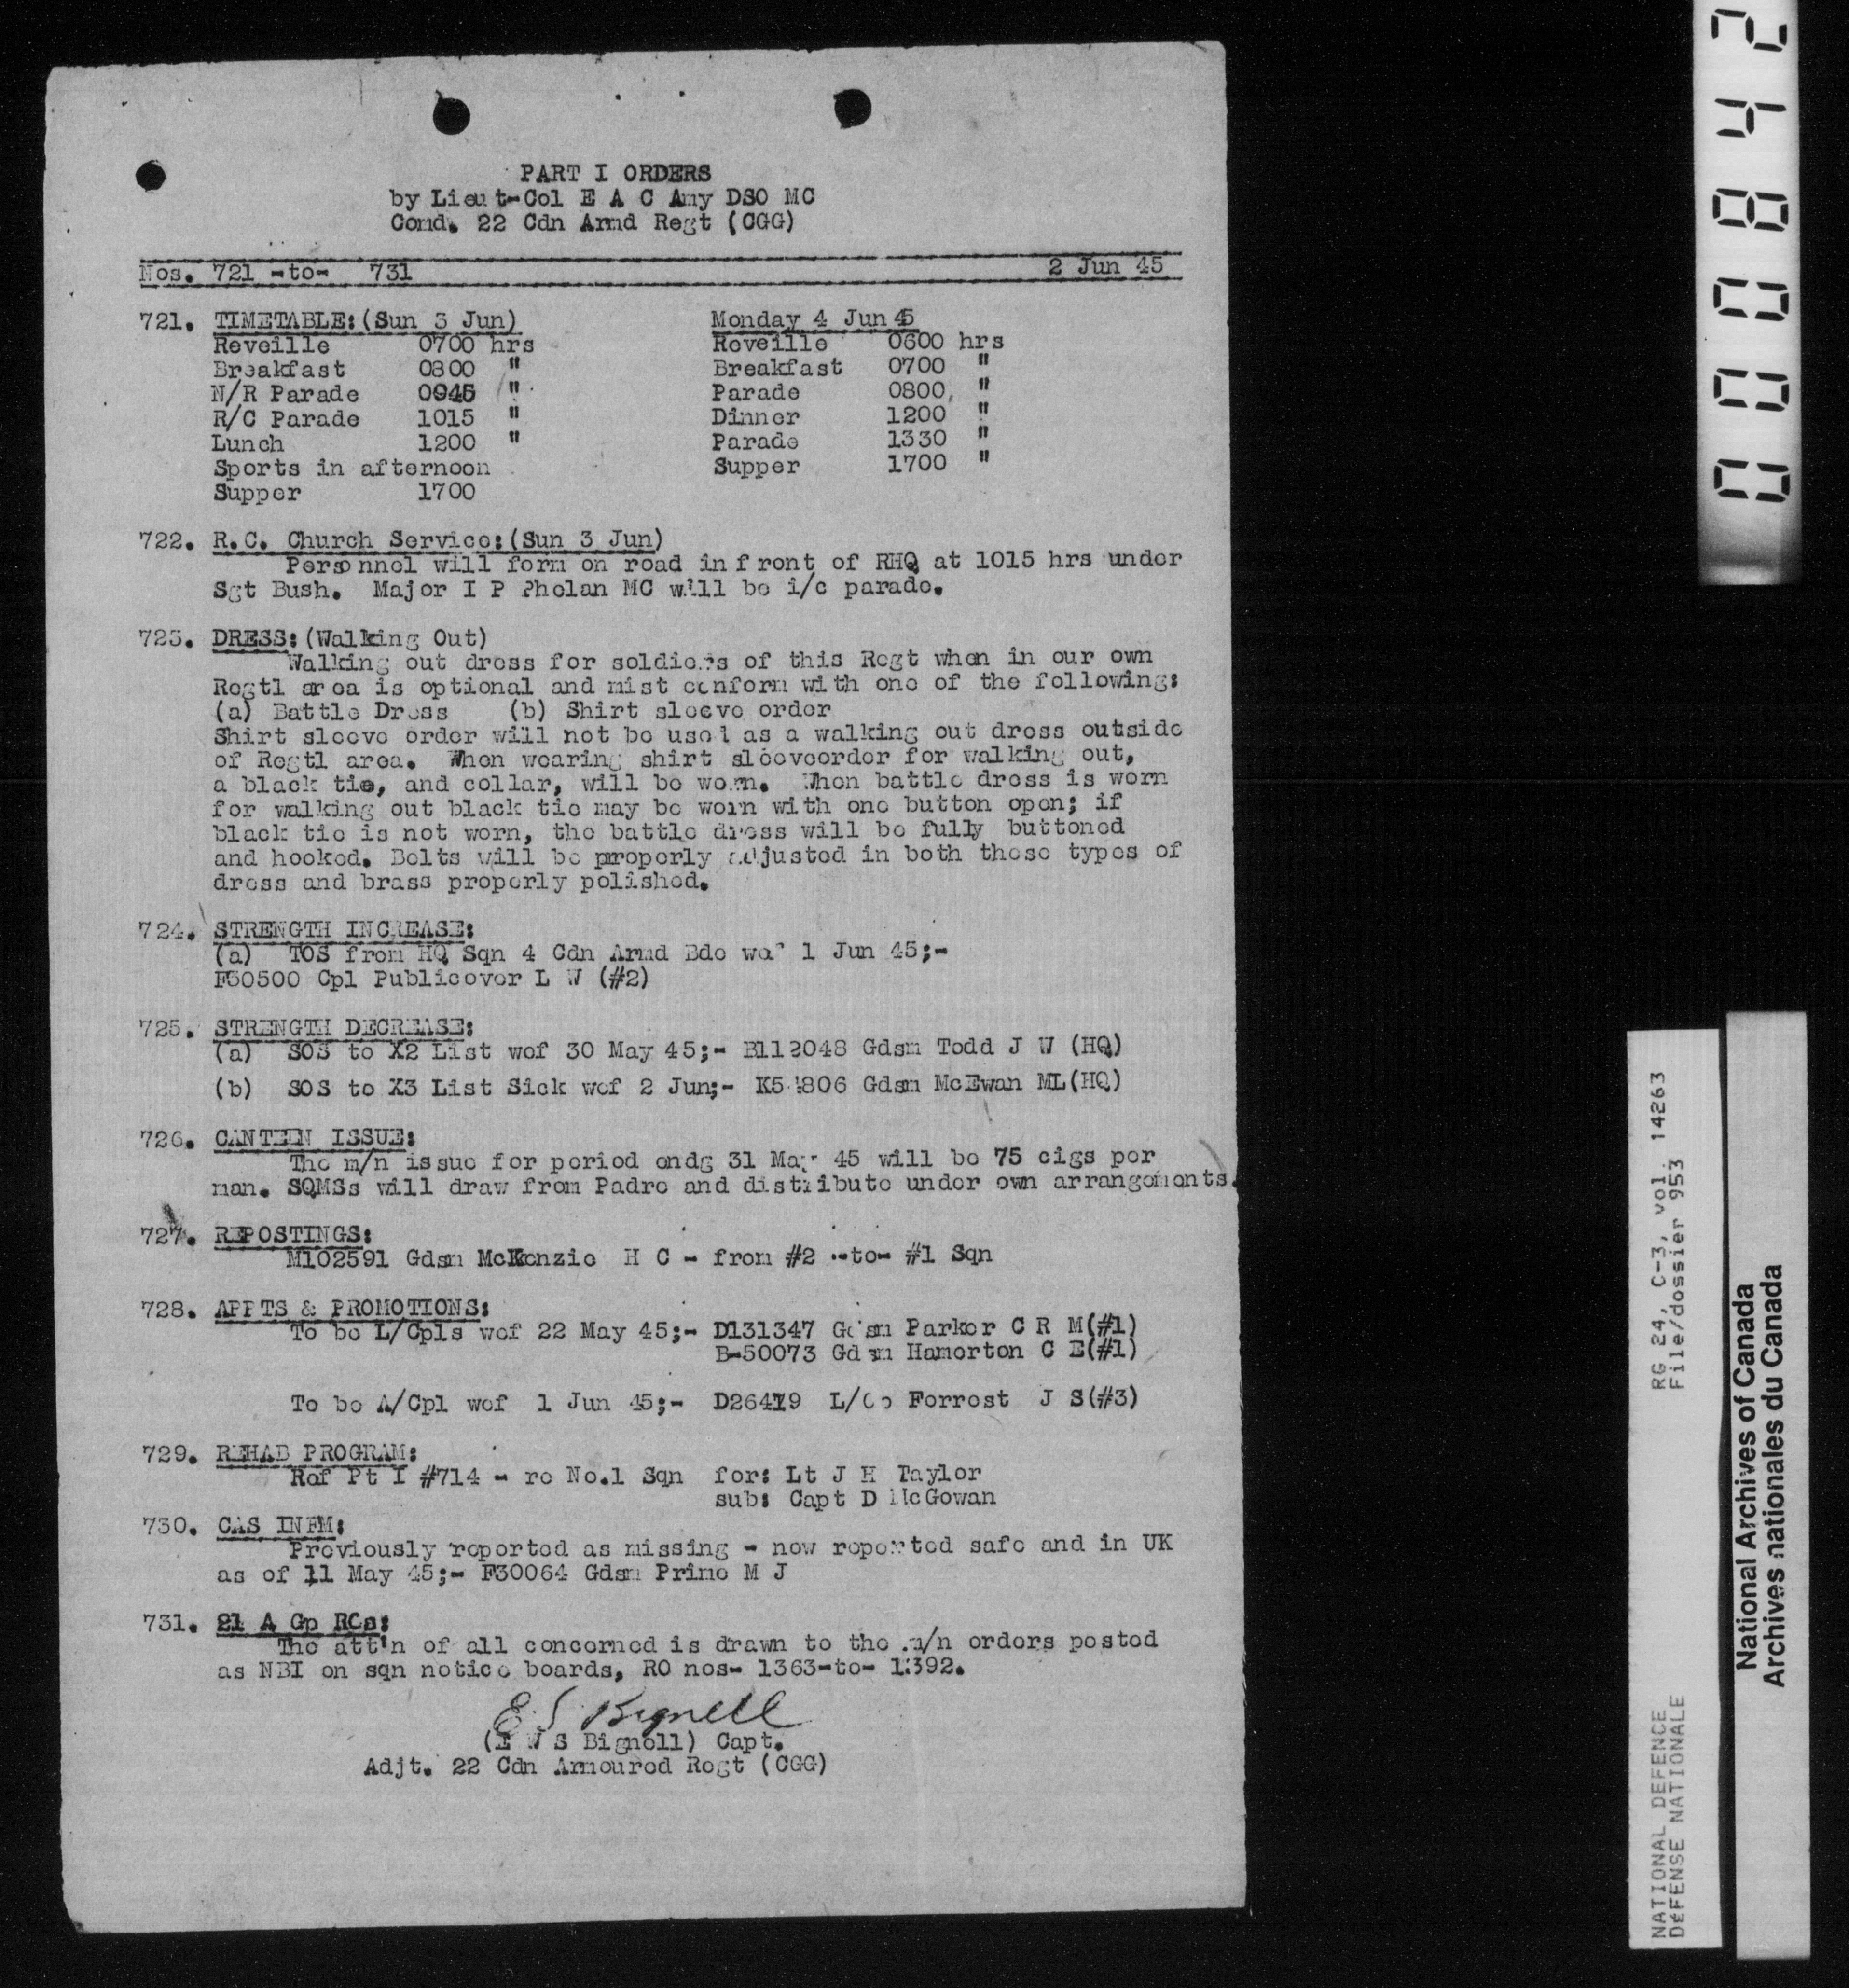 PART I ORDERS
by Lieut-Col E A C Amy DSO MC
Comd. 22 Cdn Armd Regt (CGG)
Nos. 721 -to- 731 2 Jun 45
721. TIMETABLE:(Sun 3 Jun) Monday 4 Jun 45
Reveille 0700 hrs Reveille 0600 hrs
Breakfast 0800 " Breakfast 0700 "
N/R Parade 0945 " Parade 0800, "
R/C Parade 1015 " Dinner 1200 "
Lunch 1200 " Parade 1330 "
Sports in afternoon Supper 1700 "
Supper 1700
722. R.C. Church Service:(Sun 3 Jun)
Personnel will form on road in front of RHQ at 1015 hrs under
Sgt Bush. Major I P Phelan MC will be i/c parade.
723. DRESS:(Walking Out)
Walking out dress for soldiers of this Regt when in our own
Regtl area is optional and mist conform with one of the following:
(a) Battle Dress (b) Shirt sleeve order
Shirt sleeve order will not be used as a walking out dress outside
of Regtl area. When wearing shirt sleeveorder for walking out,
a black tie, and collar, will be worn. When battle dress is worn
for walking out black tie may be worn with one button open; if
black tie is not worn, the battle dress will be fully buttoned
and hooked. Belts will be properly adjusted in both these types of
dress and brass properly polished.
724. STRENGTH INCREASE:
(a) TOS from HQ Sqn 4 Cdn Armd Bde wef 1 Jun 45;-
F50500 Cpl Publicover L W (#2)
725. STRENGTH DECREASE:
(a) SOS to X2 List wef 30 May 45;- B112048 Gdsm Todd J W (HQ)
(b) SOS to X3 List Sick wef 2 Jun;- Gdsm McEwan ML(HQ)
726. CANTEEN ISSUE:
The m/n issue for period endg 31 May 45 will be 75 cigs per
man. SQMSs will draw from Padre and distribute under own arrangements.
727. REPOSTINGS:
M102591 Gdsm McKenzie H C - from #2 -to- #1 Sqn
728. APPTS & PROMOTIONS:
To be L/Cpls wef 22 May 45;- D131347 Gdsm Parker C R M(#1)
B-50073 Gdsm Hamerton C E(#1)
To be A/Cpl wef 1 Jun 45;- L/Cp Forrest J S(#3)
729. REHAB PROGRAM:
Ref Pt I #714 - re No.1 Sqn for: Lt J H Taylor
sub: Capt D McGowan
730. CAS INFM:
Previously reported as missing - now reported safe and in UK
as of 11 May 45;- F30064 Gdsm Prime M J
731. 21 A Gp ROs:
The att'n of all concerned is drawn to the m/n orders posted
as NBI on sqn notice boards, RO nos- 1363-to- 1392.
E S Bignell
(E W S Bignell) Capt.
Adjt. 22 Cdn Armoured Regt (CGG)
000842
RG 24, C-3, vol. 14263
File/dossier 953
NATIONAL DEFENCE
DÉFENSE NATIONALE
National Archives of Canada
Archives nationales du Canada